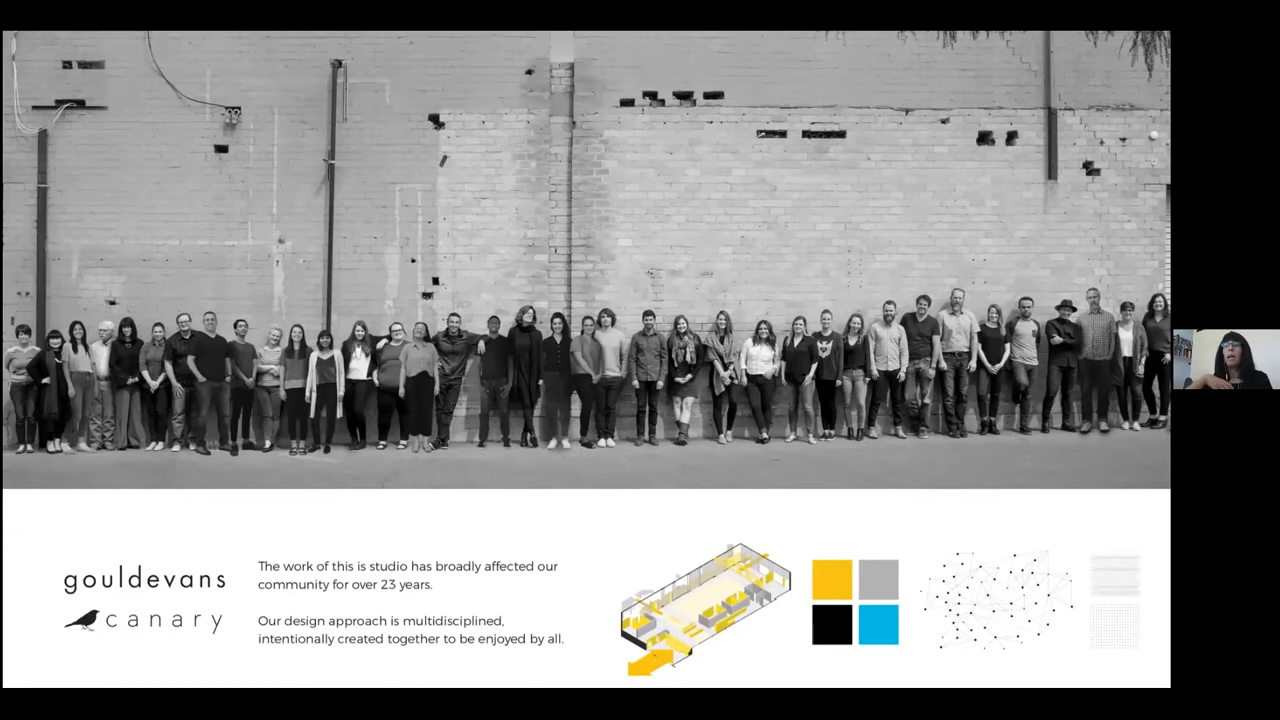 gouldevans
canary
The work of this is studio has broadly affected our
community for over 23 years.
Our design approach is multidisciplined,
intentionally created together to be enjoyed by all.